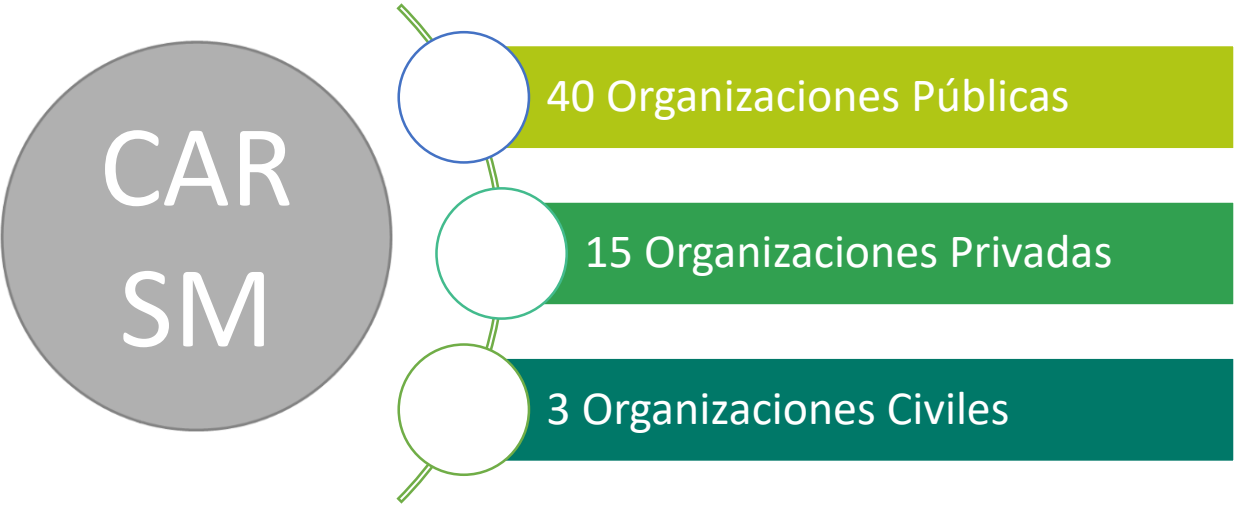 CAR
SM
40 Organizaciones Públicas
15 Organizaciones Privadas
3 Organizaciones Civiles